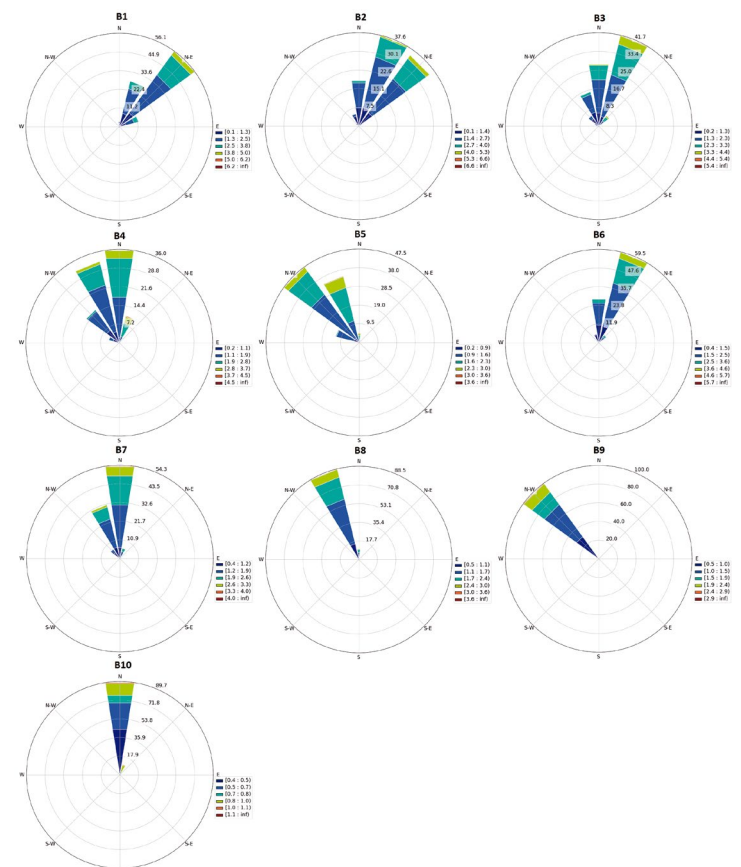 B1
N
56.1
44.9
33.6
22.4
11.2
N-W
N-E
W
E
S-W
S-E
S
[0.1 : 1.3)
[1.3 : 2.5)
[2.5 : 3.8)
[3.8 : 5.0)
[5.0 : 6.2)
[6.2 : inf)
B2
N
37.6
30.1
22.6
15.1
7.5
N-W
N-E
W
E
S-W
S-E
S
[0.1 : 1.4)
[1.4 : 2.7)
[2.7 : 4.0)
[4.0 : 5.3)
[5.3 : 6.6)
[6.6 : inf)
B3
N
41.7
33.4
25.0
16.7
8.3
N-W
N-E
W
E
S-W
S-E
S
[0.2 : 1.3)
[1.3 : 2.3)
[2.3 : 3.3)
[3.3 : 4.4)
[4.4 : 5.4)
[5.4 : inf)
B4
N
36.0
28.8
21.6
14.4
7.2
N-W
N-E
W
E
S-W
S-E
S
[0.2 : 1.1)
[1.1 : 1.9)
[1.9 : 2.8)
[2.8 : 3.7)
[3.7 : 4.5)
[4.5 : inf)
B5
N
47.5
38.0
28.5
19.0
9.5
N-W
N-E
W
E
S-W
S-E
S
[0.2 : 0.9)
[0.9 : 1.6)
[1.6 : 2.3)
[2.3 : 3.0)
[3.0 : 3.6)
[3.6 : inf)
B6
N
59.5
47.6
35.7
23.8
11.9
N-W
N-E
W
E
S-W
S-E
S
[0.4 : 1.5)
[1.5 : 2.5)
[2.5 : 3.6)
[3.6 : 4.6)
[4.6 : 5.7)
[5.7 : inf)
B7
N
54.3
43.5
32.6
21.7
10.9
N-W
N-E
W
E
S-W
S-E
S
[0.4 : 1.2)
[1.2 : 1.9)
[1.9 : 2.6)
[2.6 : 3.3)
[3.3 : 4.0)
[4.0 : inf)
B8
N
88.5
70.8
53.1
35.4
17.7
N-W
N-E
W
E
S-W
S-E
S
[0.5 : 1.1)
[1.1 : 1.7)
[1.7 : 2.4)
[2.4 : 3.0)
[3.0 : 3.6)
[3.6 : inf)
B9
N
100.0
80.0
60.0
40.0
20.0
N-W
N-E
W
E
S-W
S-E
S
[0.5 : 1.0)
[1.0 : 1.5)
[1.5 : 1.9)
[1.9 : 2.4)
[2.4 : 2.9)
[2.9 : inf)
B10
N
89.7
71.8
53.8
35.9
17.9
N-W
N-E
W
E
S-W
S-E
[0.4 : 0.5)
[0.5 : 0.7)
[0.7 : 0.8)
[0.8 : 1.0)
[1.0 : 1.1)
[1.1 : inf)